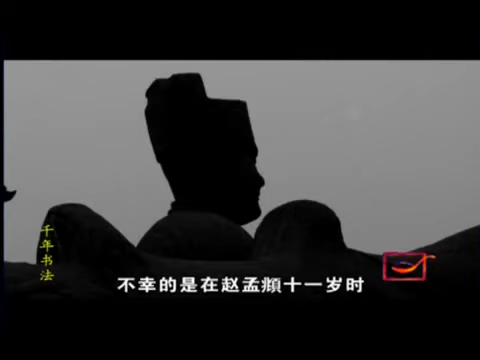 千年书法
不幸的是在赵孟頫十一岁时